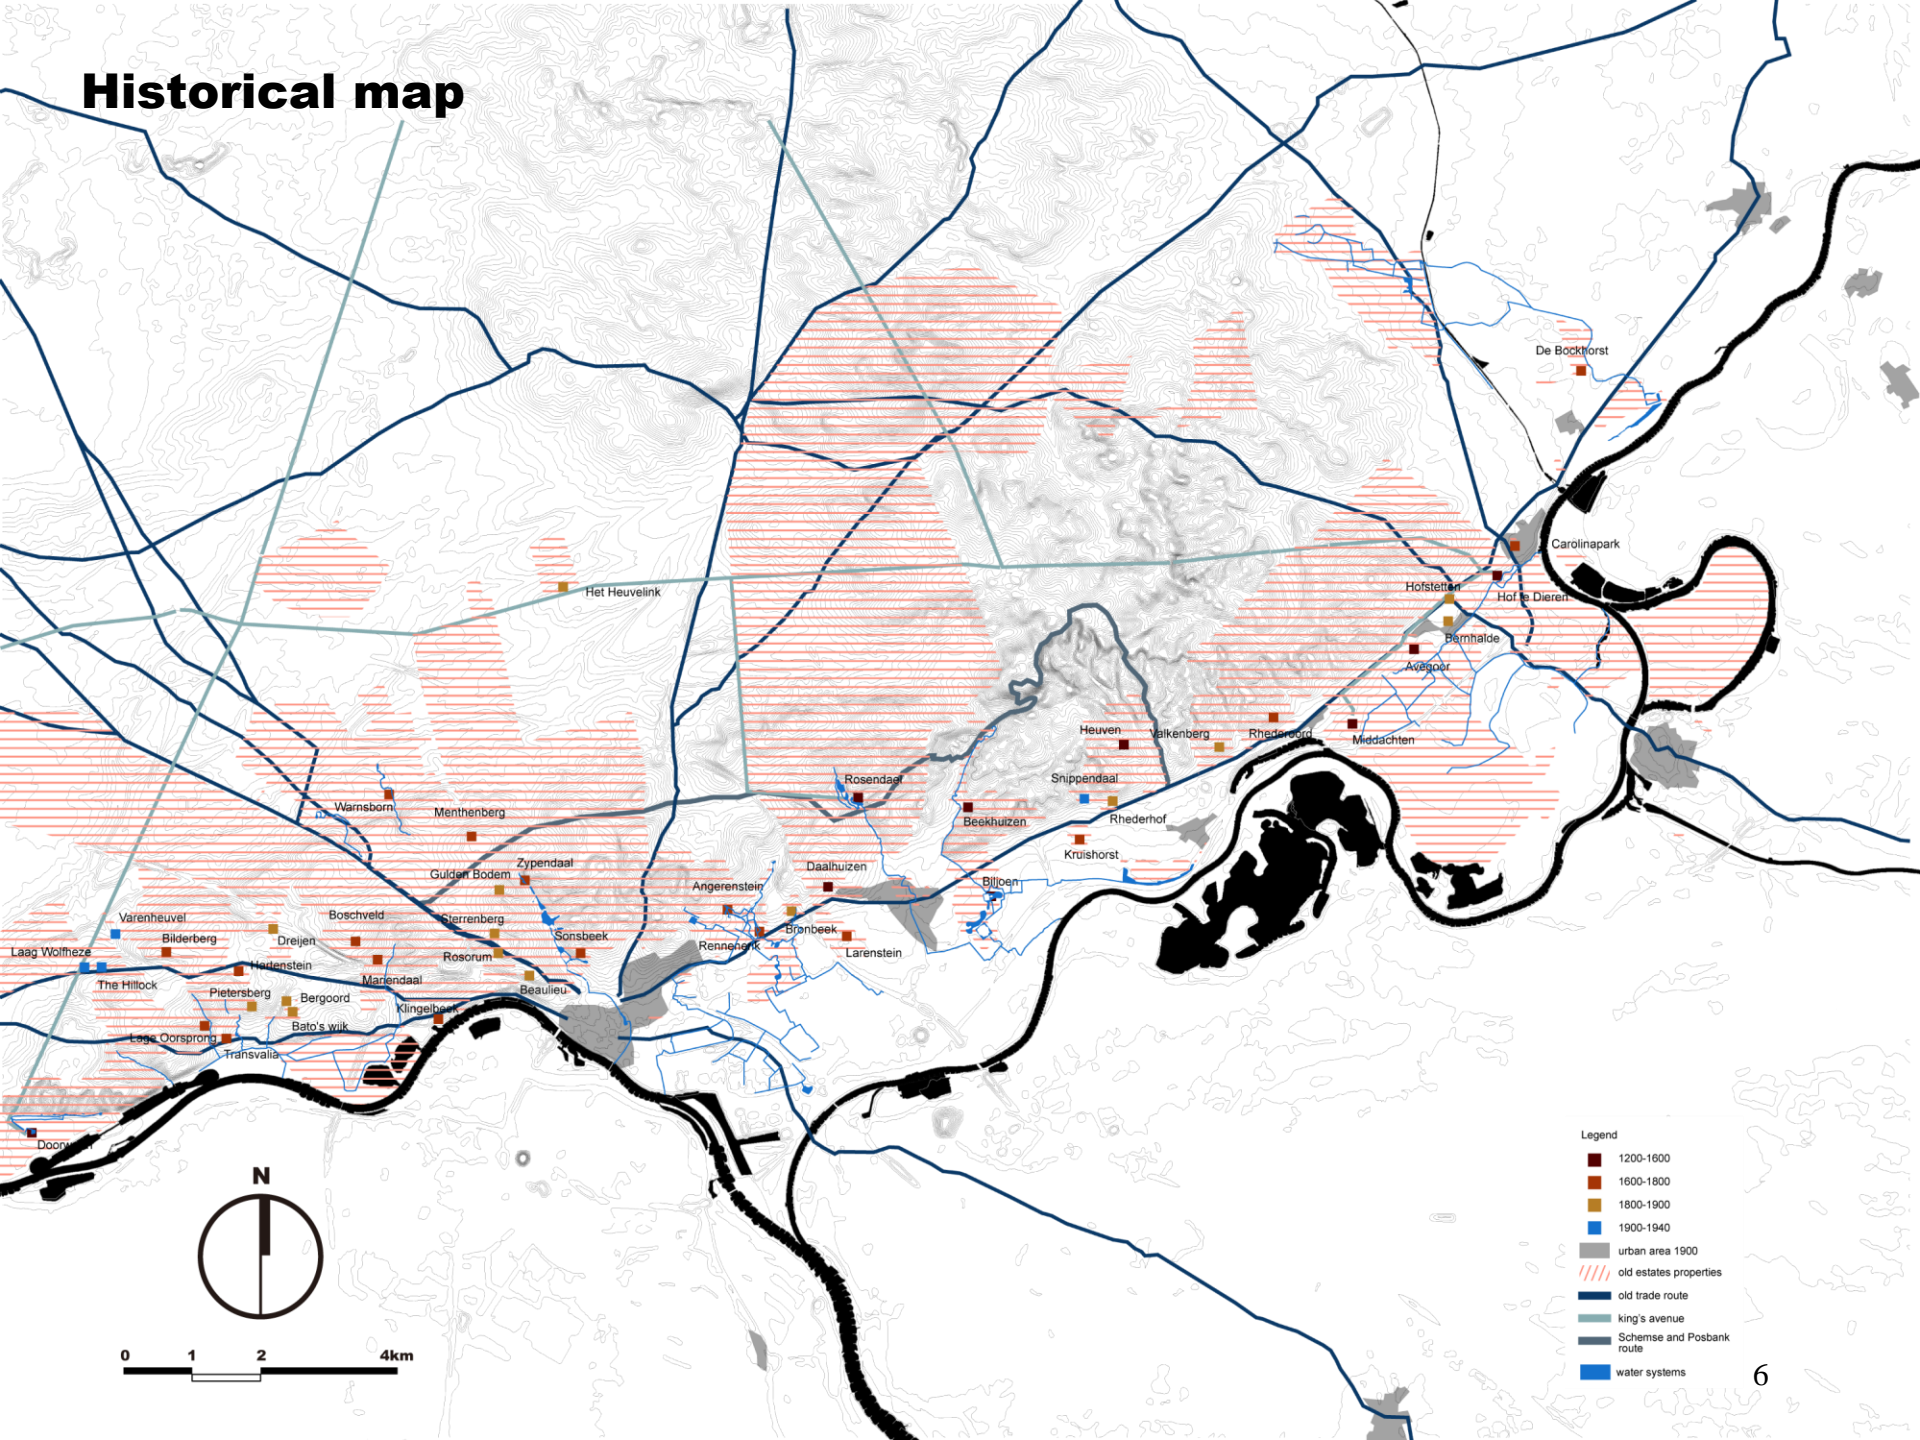 Historical map
De Bockhorst
Carolinapark
Het Heuvelink
Hofstetten
Hof te Dieren
Bernhalde
Avegoor
Heuven
Valkenberg
Rhederoord
Middachten
Rosendael
Snippendaal
Warnsborn
Menthenberg
Beekhuizen
Rhederhof
Kruishorst
Zypendaal
Daalhuizen
Gulden Bodem
Angerenstein
Biljoen
Varenheuvel
Boschveld
Sterrenberg
Bronbeek
Bilderberg
Dreijen
Sonsbeek
Rennenenk
Laag Wolfheze
Rosorum
Larenstein
Hartenstein
Mariendaal
The Hillock
Pietersberg
Bergoord
Beaulieu
Klingelbeek
Bato's wijk
Lage Oorsprong
Transvalia
N
0 1 2 4km
Legend
1200-1600
1600-1800
1800-1900
1900-1940
urban area 1900
old estates properties
old trade route
king's avenue
Schemse and Posbank
route
water systems
6